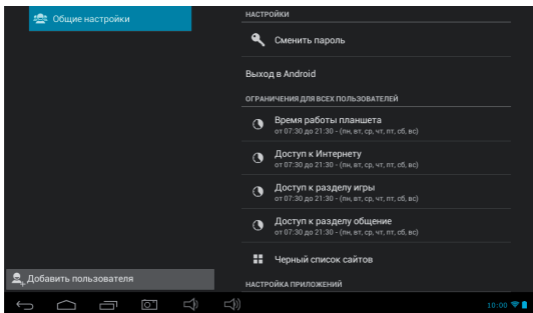 Общие настройки
НАСТРОЙКИ
Сменить пароль
Выход в Android
ОГРАНИЧЕНИЯ ДЛЯ ВСЕХ ПОЛЬЗОВАТЕЛЕЙ
Время работы планшета
от 07:30 до 21:30 - (пн, вт, ср, чт, пт, сб, вс)
Доступ к Интернету
от 07:30 до 21:30 - (пн, вт, ср, чт, пт, сб, вс)
Доступ к разделу игры
от 07:30 до 21:30 - (пн, вт, ср, чт, пт, сб, вс)
Доступ к разделу общение
от 07:30 до 21:30 - (пн, вт, ср, чт, пт, сб, вс)
Черный список сайтов
Добавить пользователя
НАСТРОЙКА ПРИЛОЖЕНИЙ
10:00